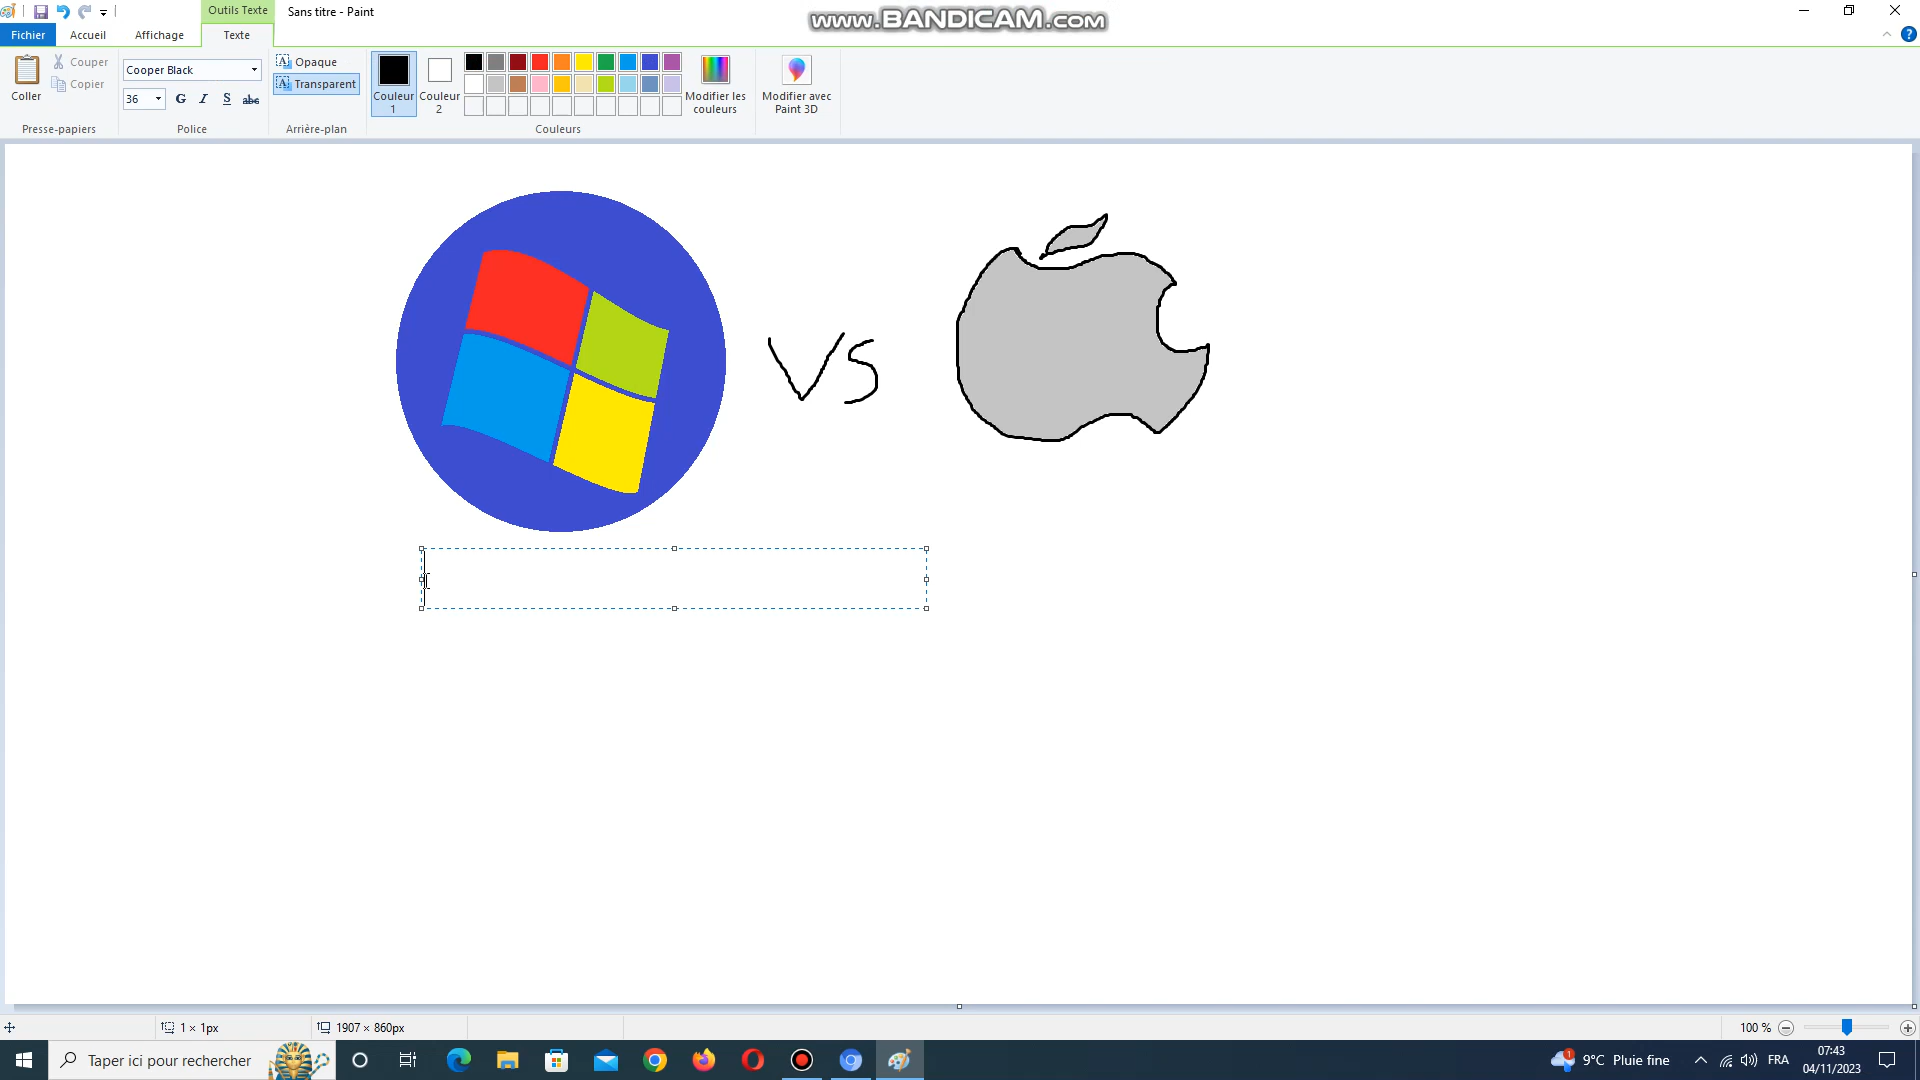 Outils Texte
Sans titre - Paint
www.BANDICAM.com
Fichier
Accueil
Affichage
Texte
Coller
Couper
Copier
Presse-papiers
Cooper Black
36
G
I
S
abc
Police
Opaque
Transparent
Arrière-plan
Couleur
1
Couleur
2
Couleurs
Modifier les
couleurs
Modifier avec
Paint 3D
VS
1 × 1px
1907 × 860px
100 %
Taper ici pour rechercher
1
9°C Pluie fine
FRA
07:43
04/11/2023